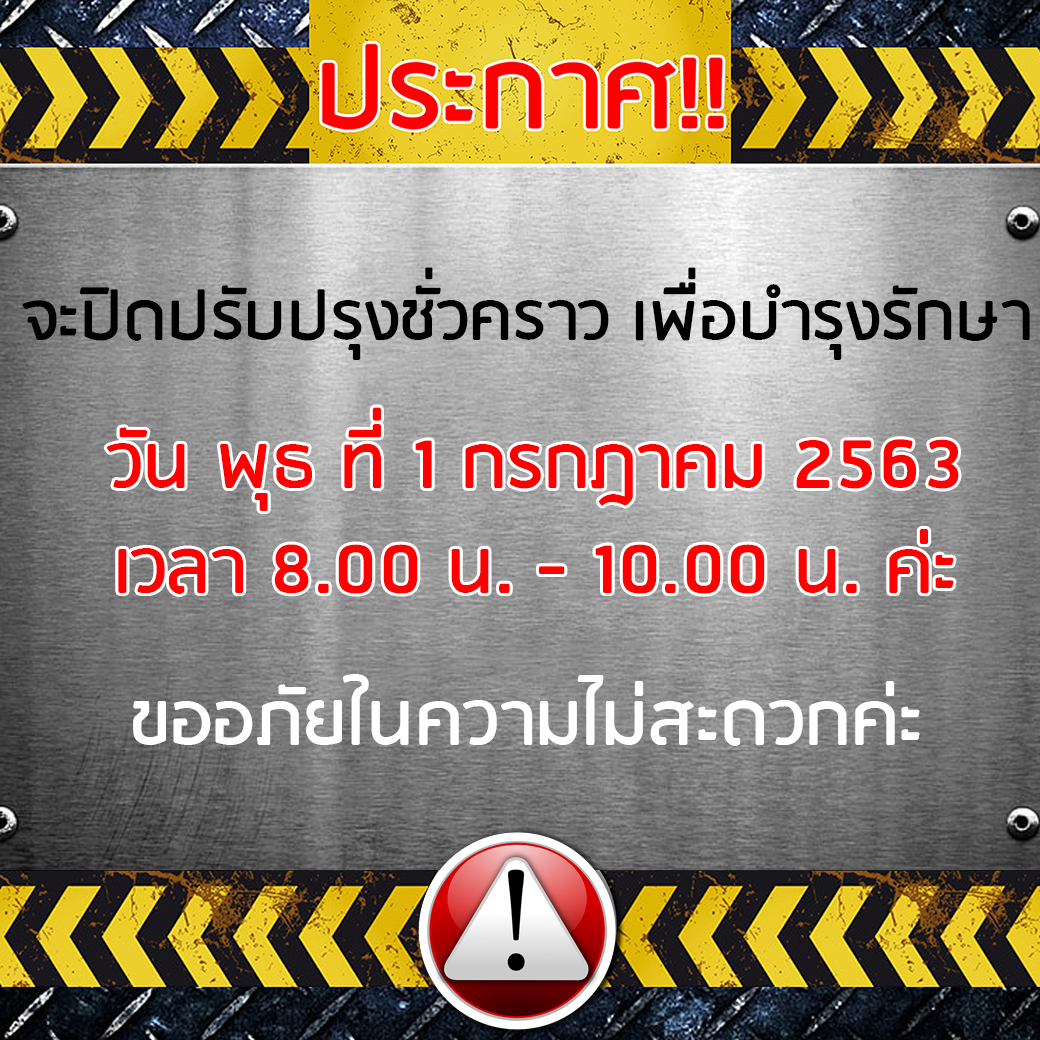 ประกาศ!!
จะปิดปรับปรุงชั่วคราว เพื่อบำรุงรักษา
วัน พุธ ที่ 1 กรกฎาคม 2563
เวลา 8.00 น. - 10.00 น. ค่ะ
ขออภัยในความไม่สะดวกค่ะ